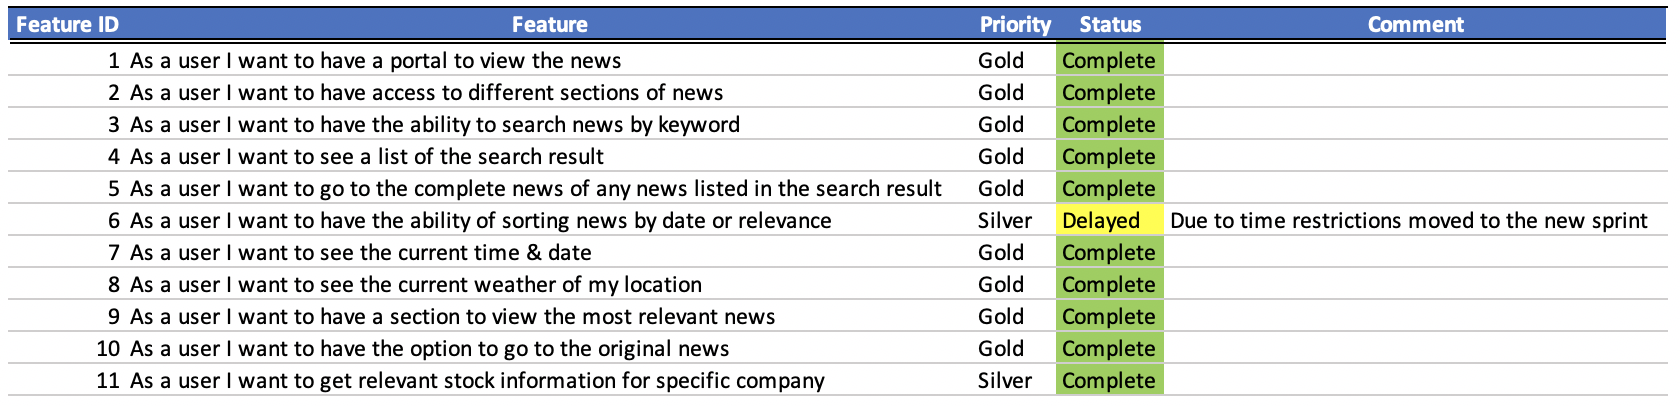 Feature ID Feature Priority Status Comment
1 As a user I want to have a portal to view the news Gold Complete
2 As a user I want to have access to different sections of news Gold Complete
3 As a user I want to have the ability to search news by keyword Gold Complete
4 As a user I want to see a list of the search result Gold Complete
5 As a user I want to go to the complete news of any news listed in the search result Gold Complete
6 As a user I want to have the ability of sorting news by date or relevance Silver Delayed Due to time restrictions moved to the new sprint
7 As a user I want to see the current time & date Gold Complete
8 As a user I want to see the current weather of my location Gold Complete
9 As a user I want to have a section to view the most relevant news Gold Complete
10 As a user I want to have the option to go to the original news Gold Complete
11 As a user I want to get relevant stock information for specific company Silver Complete